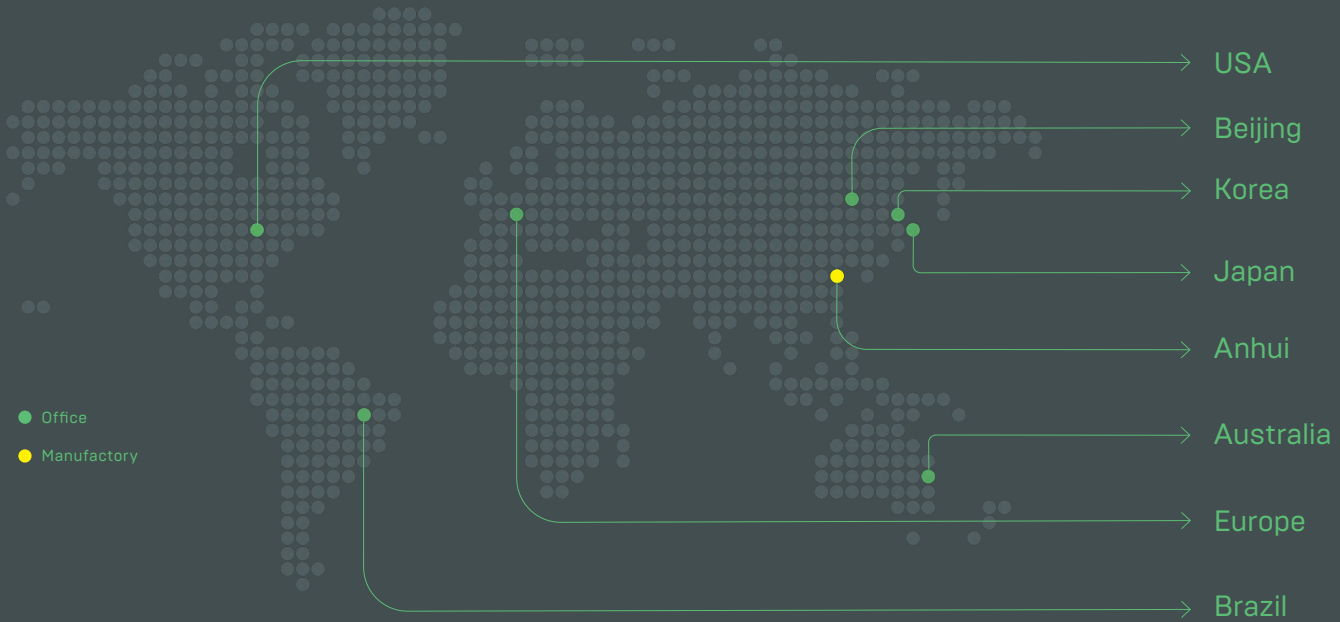 USA
Beijing
Korea
Japan
Anhui
Office
Manufactory
Australia
Europe
Brazil